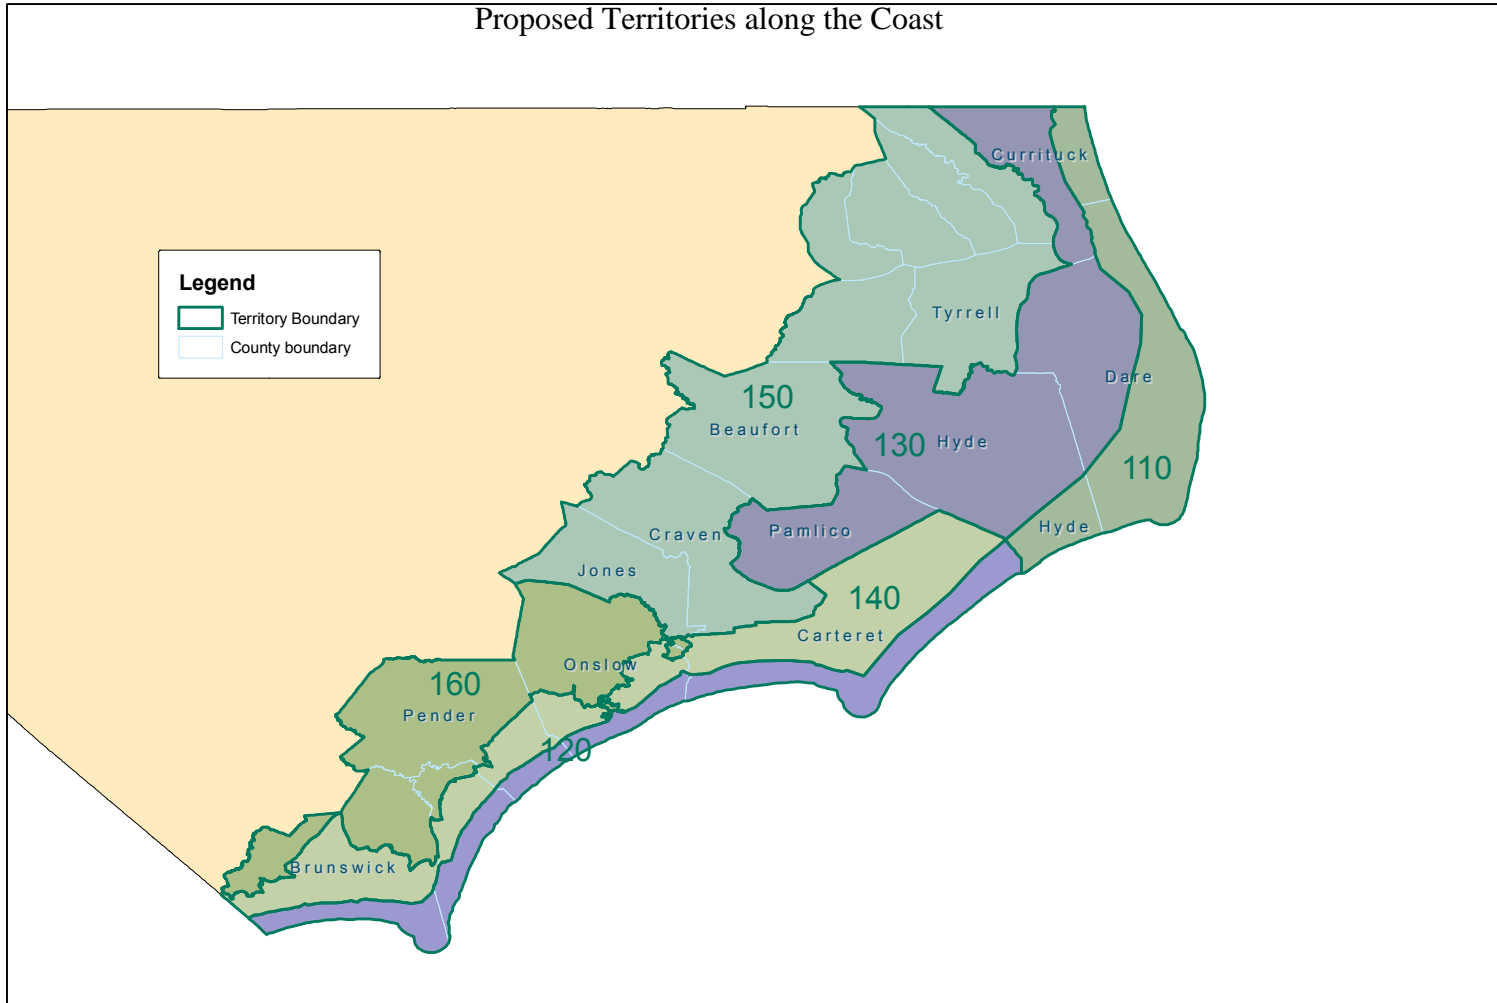 Proposed Territories along the Coast
Currituck
Legend
Territory Boundary
County boundary
Tyrrell
Dare
150
Beaufort
130
Hyde
110
Hyde
Craven
Pamlico
Jones
140
Carteret
Onslow
160
Pender
120
Brunswick